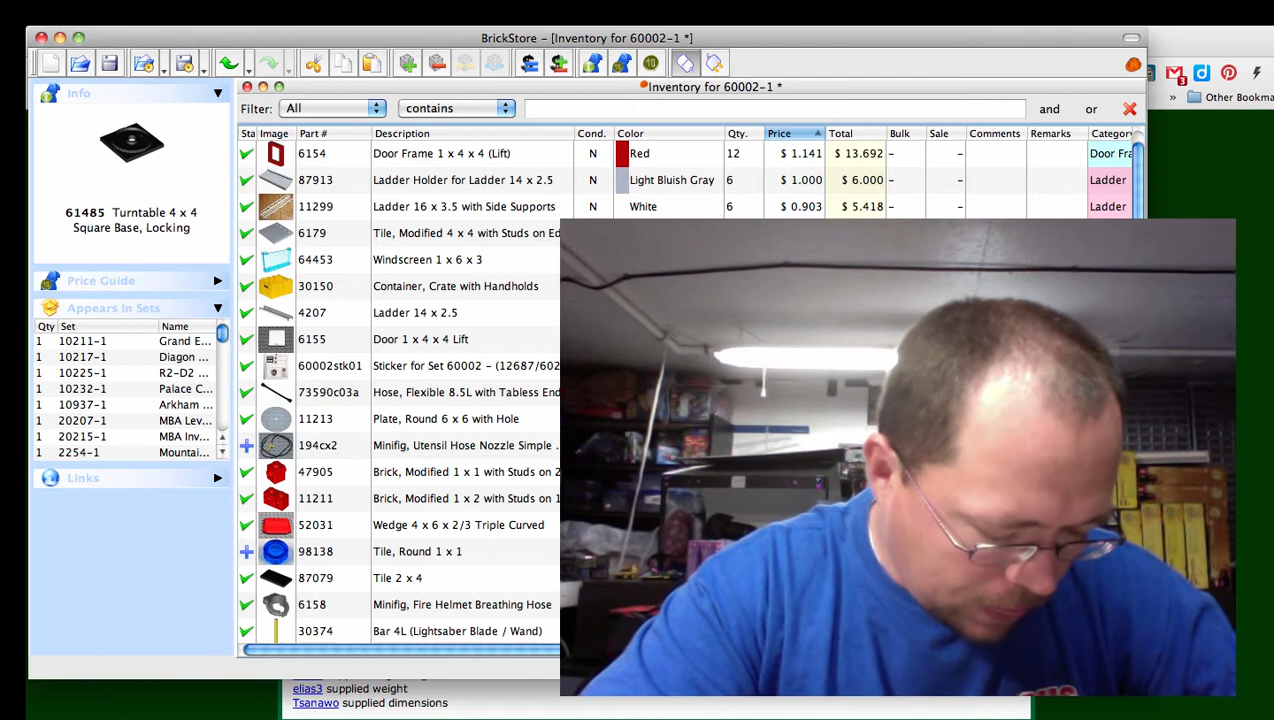 BrickStore – [Inventory for 60002-1 *]
Inventory for 60002-1 *
Info
61485 Turntable 4 x 4
Square Base, Locking
Price Guide
Appears In Sets
Qty Set Name
1 10211-1 Grand E...
1 10217-1 Diagon ...
1 10225-1 R2-D2 ...
1 10232-1 Palace C...
1 10937-1 Arkham ...
1 20207-1 MBA Lev...
1 20215-1 MBA Inv...
1 2254-1 Mountai...
Links
Filter: All contains and or
Sta Image Part # Description Cond. Color Qty. Price Total Bulk Sale Comments Remarks Categor
6154 Door Frame 1 x 4 x 4 (Lift) N Red 12 $ 1.141 $ 13.692 – – Door Fra
87913 Ladder Holder for Ladder 14 x 2.5 N Light Bluish Gray 6 $ 1.000 $ 6.000 – – Ladder
11299 Ladder 16 x 3.5 with Side Supports N White 6 $ 0.903 $ 5.418 – – Ladder
6179 Tile, Modified 4 x 4 with Studs on Ed
64453 Windscreen 1 x 6 x 3
30150 Container, Crate with Handholds
4207 Ladder 14 x 2.5
6155 Door 1 x 4 x 4 Lift
60002stk01 Sticker for Set 60002 – (12687/602
73590c03a Hose, Flexible 8.5L with Tabless End
11213 Plate, Round 6 x 6 with Hole
194cx2 Minifig, Utensil Hose Nozzle Simple ...
47905 Brick, Modified 1 x 1 with Studs on 2
11211 Brick, Modified 1 x 2 with Studs on 1
52031 Wedge 4 x 6 x 2/3 Triple Curved
98138 Tile, Round 1 x 1
87079 Tile 2 x 4
6158 Minifig, Fire Helmet Breathing Hose
30374 Bar 4L (Lightsaber Blade / Wand)
elias3 supplied weight
Tsanawo supplied dimensions
3
» Other Bookma